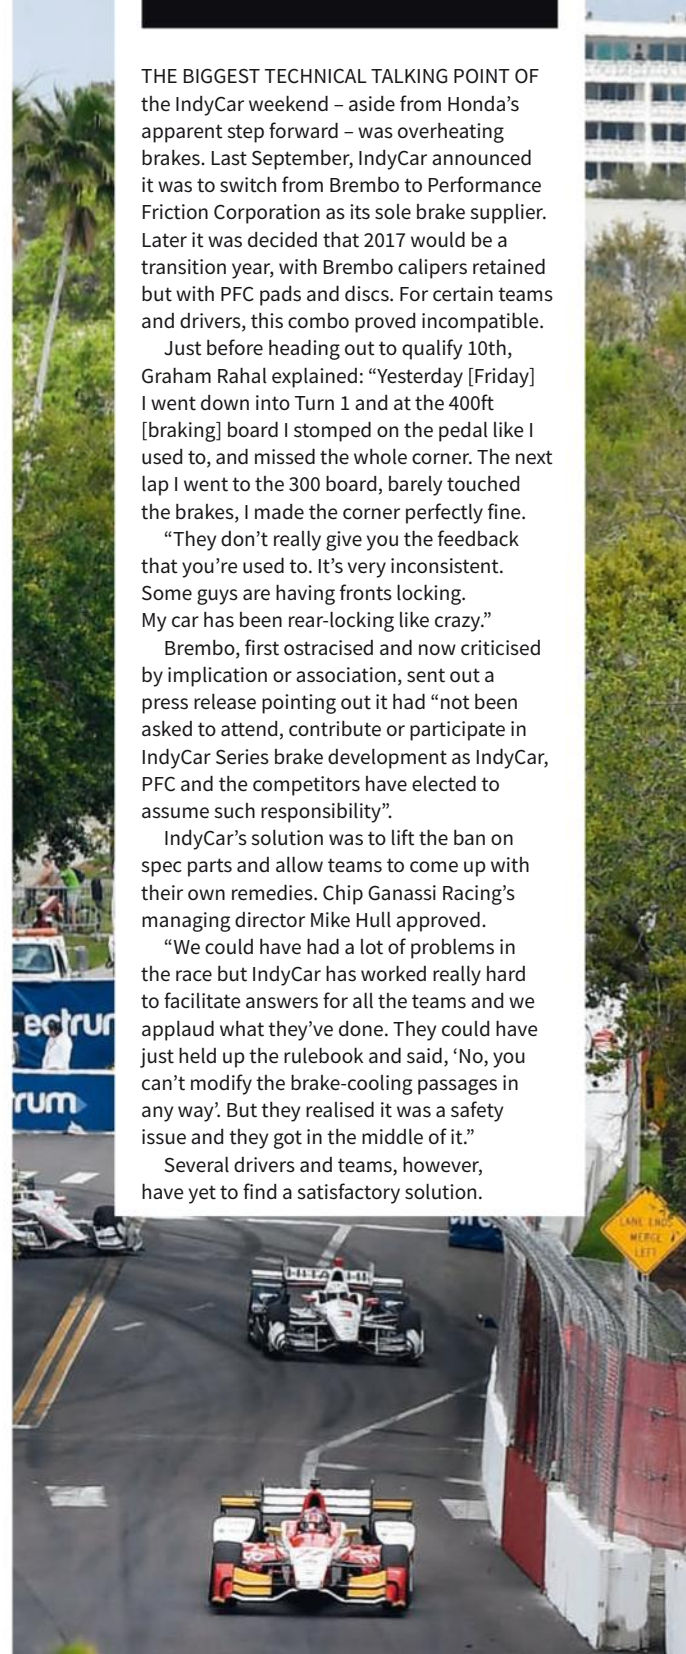 THE BIGGEST TECHNICAL TALKING POINT OF
the IndyCar weekend – aside from Honda’s
apparent step forward – was overheating
brakes. Last September, IndyCar announced
it was to switch from Brembo to Performance
Friction Corporation as its sole brake supplier.
Later it was decided that 2017 would be a
transition year, with Brembo calipers retained
but with PFC pads and discs. For certain teams
and drivers, this combo proved incompatible.
Just before heading out to qualify 10th,
Graham Rahal explained: “Yesterday [Friday]
I went down into Turn 1 and at the 400ft
[braking] board I stomped on the pedal like I
used to, and missed the whole corner. The next
lap I went to the 300 board, barely touched
the brakes, I made the corner perfectly fine.
“They don’t really give you the feedback
that you’re used to. It’s very inconsistent.
Some guys are having fronts locking.
My car has been rear-locking like crazy.”
Brembo, first ostracised and now criticised
by implication or association, sent out a
press release pointing out it had “not been
asked to attend, contribute or participate in
IndyCar Series brake development as IndyCar,
PFC and the competitors have elected to
assume such responsibility”.
IndyCar’s solution was to lift the ban on
spec parts and allow teams to come up with
their own remedies. Chip Ganassi Racing’s
managing director Mike Hull approved.
“We could have had a lot of problems in
the race but IndyCar has worked really hard
to facilitate answers for all the teams and we
applaud what they’ve done. They could have
just held up the rulebook and said, ‘No, you
can’t modify the brake-cooling passages in
any way’. But they realised it was a safety
issue and they got in the middle of it.”
Several drivers and teams, however,
have yet to find a satisfactory solution.
ectrum
rum
LANE ENDS
MERGE
LEFT
HITACHI
3